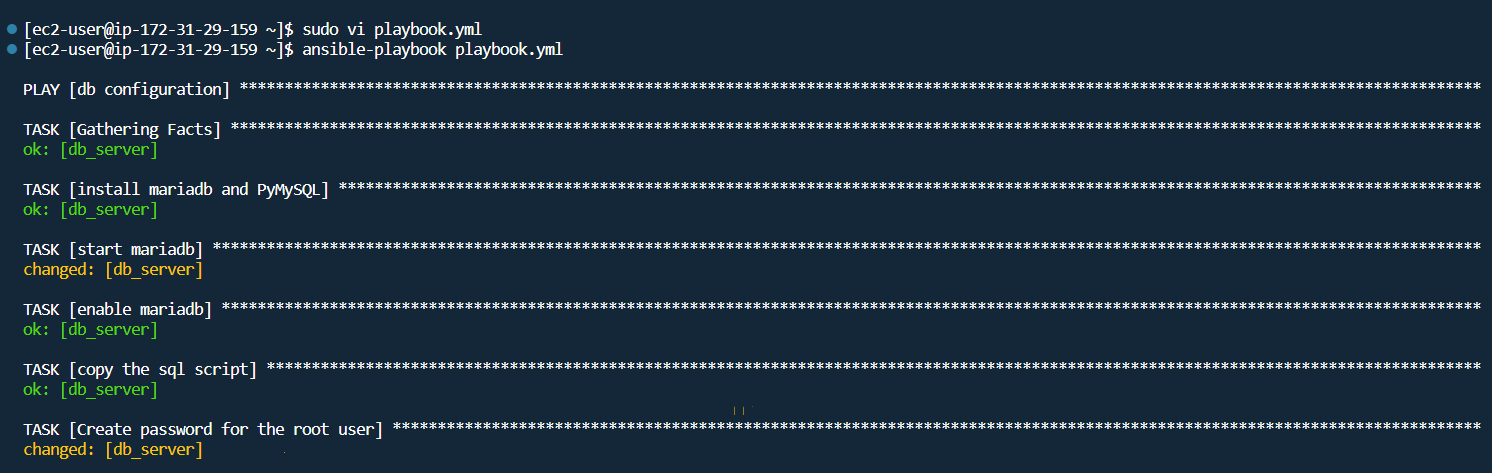 [ec2-user@ip-172-31-29-159 ~]$ sudo vi playbook.yml
[ec2-user@ip-172-31-29-159 ~]$ ansible-playbook playbook.yml
PLAY [db configuration] ******************************************************************************************************************************************
TASK [Gathering Facts] *******************************************************************************************************************************************
ok: [db_server]
TASK [install mariadb and PyMySQL] *******************************************************************************************************************************
ok: [db_server]
TASK [start mariadb] *********************************************************************************************************************************************
changed: [db_server]
TASK [enable mariadb] ********************************************************************************************************************************************
ok: [db_server]
TASK [copy the sql script] ***************************************************************************************************************************************
ok: [db_server]
TASK [Create password for the root user] *************************************************************************************************************************
changed: [db_server]